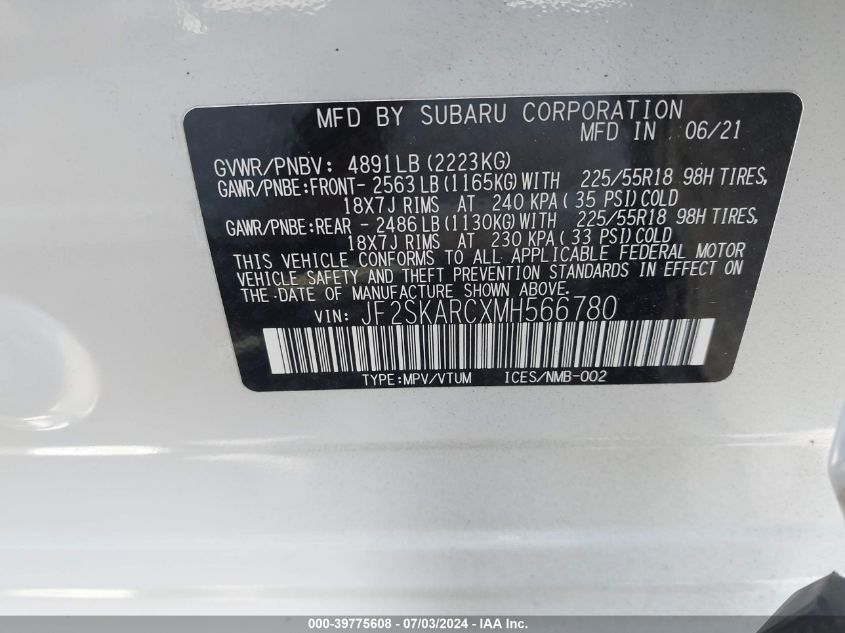 MFD BY SUBARU CORPORATION
MFD IN 06/21
GVWR/PNBV: 4891LB (2223KG)
GAWR/PNBE:FRONT- 2563 LB (1165KG) WITH 225/55R18 98H TIRES,
18X7J RIMS AT 240 KPA ( 35 PSI) COLD
GAWR/PNBE:REAR - 2486 LB (1130KG) WITH 225/55R18 98H TIRES,
18X7J RIMS AT 230 KPA ( 33 PSI) COLD
THIS VEHICLE CONFORMS TO ALL APPLICABLE FEDERAL MOTOR
VEHICLE SAFETY AND THEFT PREVENTION STANDARDS IN EFFECT ON
THE DATE OF MANUFACTURE SHOWN ABOVE.
VIN: JF2SKARCXMH566780
TYPE:MPV/VTUM ICES/NMB-002
000-39775608 - 07/03/2024 - IAA Inc.